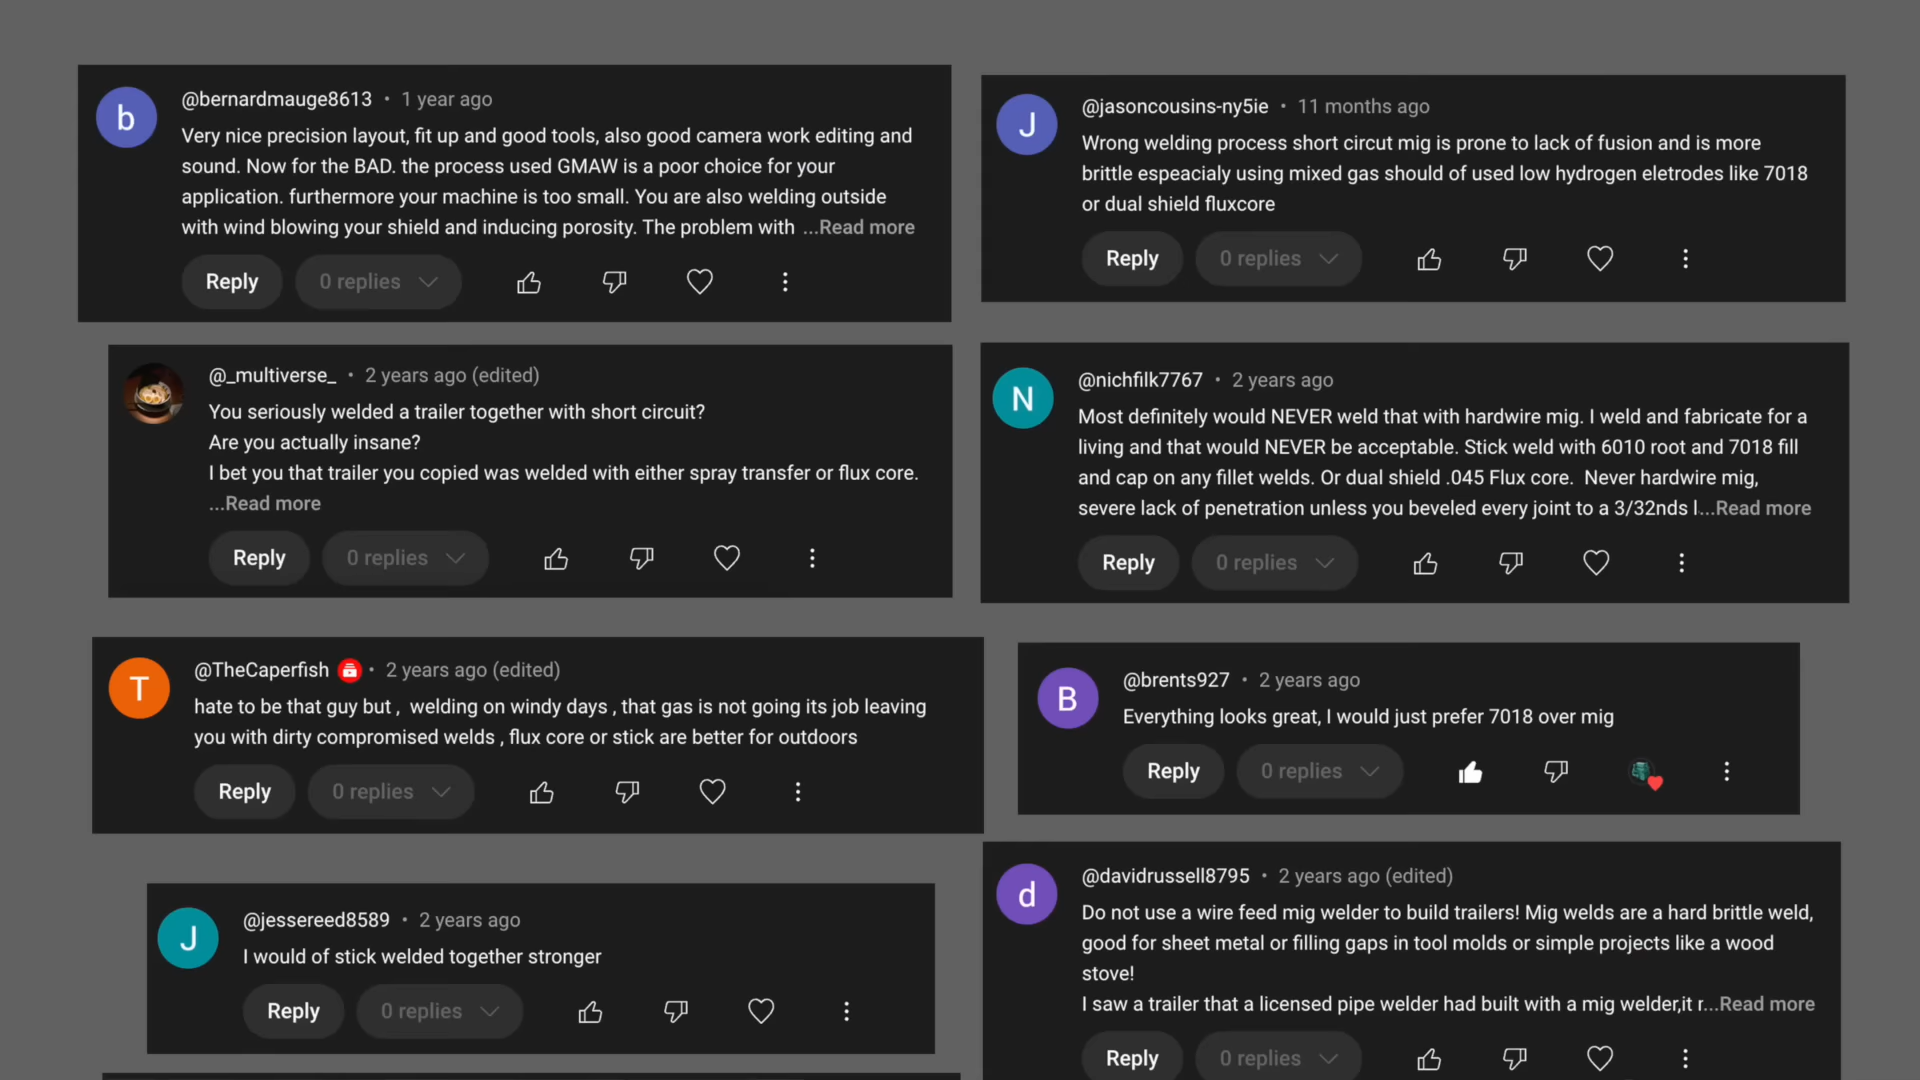 b
@bernardmauge8613 • 1 year ago
Very nice precision layout, fit up and good tools, also good camera work editing and
sound. Now for the BAD. the process used GMAW is a poor choice for your
application. furthermore your machine is too small. You are also welding outside
with wind blowing your shield and inducing porosity. The problem with ...Read more
Reply 0 replies
J
@jasoncousins-ny5ie • 11 months ago
Wrong welding process short circut mig is prone to lack of fusion and is more
brittle espeacialy using mixed gas should of used low hydrogen eletrodes like 7018
or dual shield fluxcore
Reply 0 replies
@_multiverse_ • 2 years ago (edited)
You seriously welded a trailer together with short circuit?
Are you actually insane?
I bet you that trailer you copied was welded with either spray transfer or flux core.
...Read more
Reply 0 replies
N
@nichfilk7767 • 2 years ago
Most definitely would NEVER weld that with hardwire mig. I weld and fabricate for a
living and that would NEVER be acceptable. Stick weld with 6010 root and 7018 fill
and cap on any fillet welds. Or dual shield .045 Flux core. Never hardwire mig,
severe lack of penetration unless you beveled every joint to a 3/32nds l...Read more
Reply 0 replies
T
@TheCaperfish • 2 years ago (edited)
hate to be that guy but , welding on windy days , that gas is not going its job leaving
you with dirty compromised welds , flux core or stick are better for outdoors
Reply 0 replies
B
@brents927 • 2 years ago
Everything looks great, I would just prefer 7018 over mig
Reply 0 replies
J
@jessereed8589 • 2 years ago
I would of stick welded together stronger
Reply 0 replies
d
@davidrussell8795 • 2 years ago (edited)
Do not use a wire feed mig welder to build trailers! Mig welds are a hard brittle weld,
good for sheet metal or filling gaps in tool molds or simple projects like a wood
stove!
I saw a trailer that a licensed pipe welder had built with a mig welder,it r...Read more
Reply 0 replies